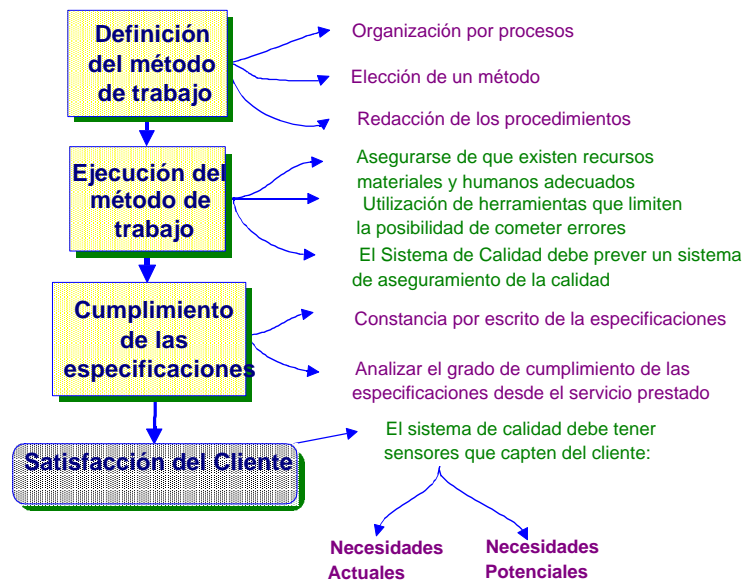 Definición
del método
de trabajo
Organización por procesos
Elección de un método
Redacción de los procedimientos
Ejecución del
método de
trabajo
Asegurarse de que existen recursos
materiales y humanos adecuados
Utilización de herramientas que limiten
la posibilidad de cometer errores
El Sistema de Calidad debe prever un sistema
de aseguramiento de la calidad
Cumplimiento
de las
especificaciones
Constancia por escrito de la especificaciones
Analizar el grado de cumplimiento de las
especificaciones desde el servicio prestado
Satisfacción del Cliente
El sistema de calidad debe tener
sensores que capten del cliente:
Necesidades
Actuales
Necesidades
Potenciales